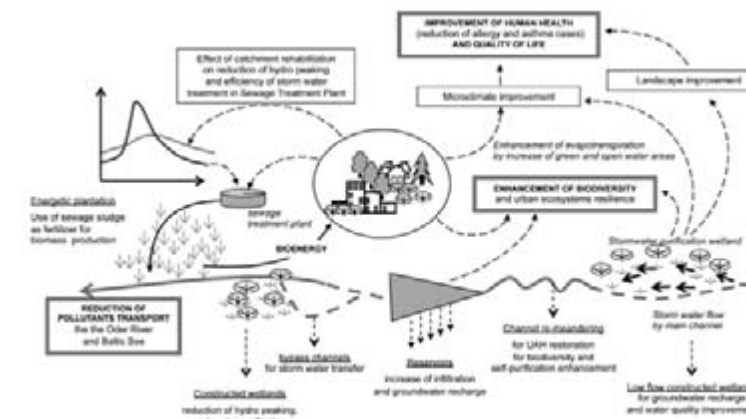 IMPROVEMENT OF HUMAN HEALTH
(reduction of allergy and asthma cases)
AND QUALITY OF LIFE
Effect of catchment rehabilitation
on reduction of hydro peaking
and efficiency of storm water
treatment in Sewage Treatment Plant
Landscape improvement
Microclimate improvement
Enhancement of evapotranspiration
by increase of green and open water areas
ENHANCEMENT OF BIODIVERSITY
and urban ecosystems resilience
Energetic plantation
Use of sewage sludge
as fertilizer for
biomass production
sewage
treatment plant
BIOENERGY
Stormwater purification wetland
REDUCTION OF
POLLUTANTS TRANSPORT
the the Oder River
and Baltic See
Storm water flow
by main channel
bypass channels
for storm water transfer
Reservoirs
increase of infiltration
and groundwater recharge
Channel re-meandering
for UAH restoration
for biodiversity and
self-purification enhancement
Constructed wetlands
reduction of hydro peaking,
Low flow constructed
for groundwater recharge
and water quality